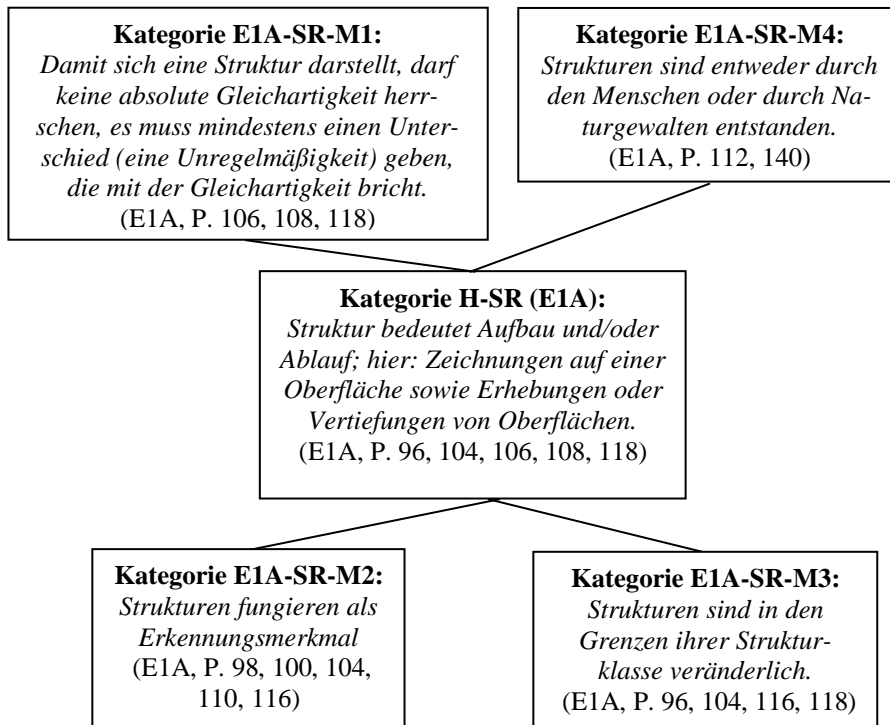 Kategorie E1A-SR-M1:
Damit sich eine Struktur darstellt, darf
keine absolute Gleichartigkeit herr-
schen, es muss mindestens einen Unter-
schied (eine Unregelmäßigkeit) geben,
die mit der Gleichartigkeit bricht.
(E1A, P. 106, 108, 118)
Kategorie E1A-SR-M4:
Strukturen sind entweder durch
den Menschen oder durch Na-
turgewalten entstanden.
(E1A, P. 112, 140)
Kategorie H-SR (E1A):
Struktur bedeutet Aufbau und/oder
Ablauf; hier: Zeichnungen auf einer
Oberfläche sowie Erhebungen oder
Vertiefungen von Oberflächen.
(E1A, P. 96, 104, 106, 108, 118)
Kategorie E1A-SR-M2:
Strukturen fungieren als
Erkennungsmerkmal
(E1A, P. 98, 100, 104,
110, 116)
Kategorie E1A-SR-M3:
Strukturen sind in den
Grenzen ihrer Struktur-
klasse veränderlich.
(E1A, P. 96, 104, 116, 118)